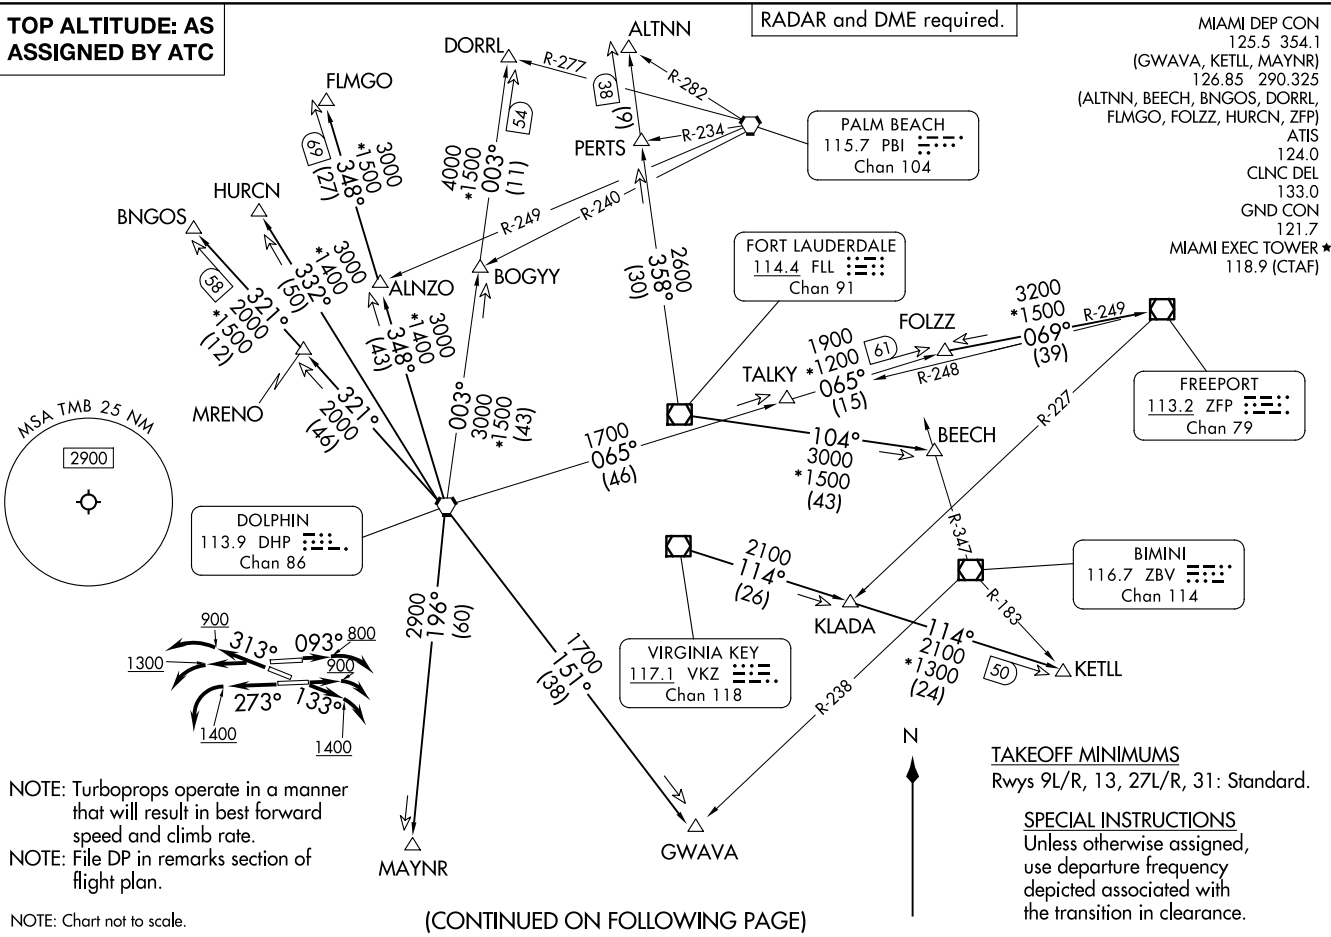 TOP ALTITUDE: AS
ASSIGNED BY ATC
RADAR and DME required.
MIAMI DEP CON
125.5 354.1
(GWAVA, KETLL, MAYNR)
126.85 290.325
(ALTNN, BEECH, BNGOS, DORRL,
FLMGO, FOLZZ, HURCN, ZFP)
ATIS
124.0
CLNC DEL
133.0
GND CON
121.7
MIAMI EXEC TOWER ★
118.9 (CTAF)
ALTNN
DORRL
R-277
R-282
38
(9)
FLMGO
54
R-234
PERTS
PALM BEACH
115.7 PBI
Chan 104
69
(27)
348°
*1500
3000
4000
*1500
003°
(11)
HURCN
BNGOS
R-249
R-240
58
321°
2000
*1500
(12)
332°
(50)
3000
*1400
ALNZO
BOGYY
2600
358°
(30)
FORT LAUDERDALE
114.4 FLL
Chan 91
348°
(43)
3000
*1400
3200
*1500
R-249
069°
(39)
FOLZZ
1900
*1200
61
065°
(15)
R-248
TALKY
FREEPORT
113.2 ZFP
Chan 79
MRENO
321°
2000
(46)
003°
3000
*1500
(43)
R-227
MSA TMB 25 NM
2900
1700
065°
(46)
104°
3000
*1500
(43)
BEECH
DOLPHIN
113.9 DHP
Chan 86
R-347
BIMINI
116.7 ZBV
Chan 114
2100
114°
(26)
R-183
KLADA
114°
2100
*1300
(24)
50
KETLL
2900
196°
(60)
900
313°
093°
800
1300
900
273°
133°
1400
1400
1700
151°
(38)
VIRGINIA KEY
117.1 VKZ
Chan 118
R-238
N
GWAVA
MAYNR
TAKEOFF MINIMUMS
Rwys 9L/R, 13, 27L/R, 31: Standard.
SPECIAL INSTRUCTIONS
Unless otherwise assigned,
use departure frequency
depicted associated with
the transition in clearance.
NOTE: Turboprops operate in a manner
that will result in best forward
speed and climb rate.
NOTE: File DP in remarks section of
flight plan.
NOTE: Chart not to scale.
(CONTINUED ON FOLLOWING PAGE)